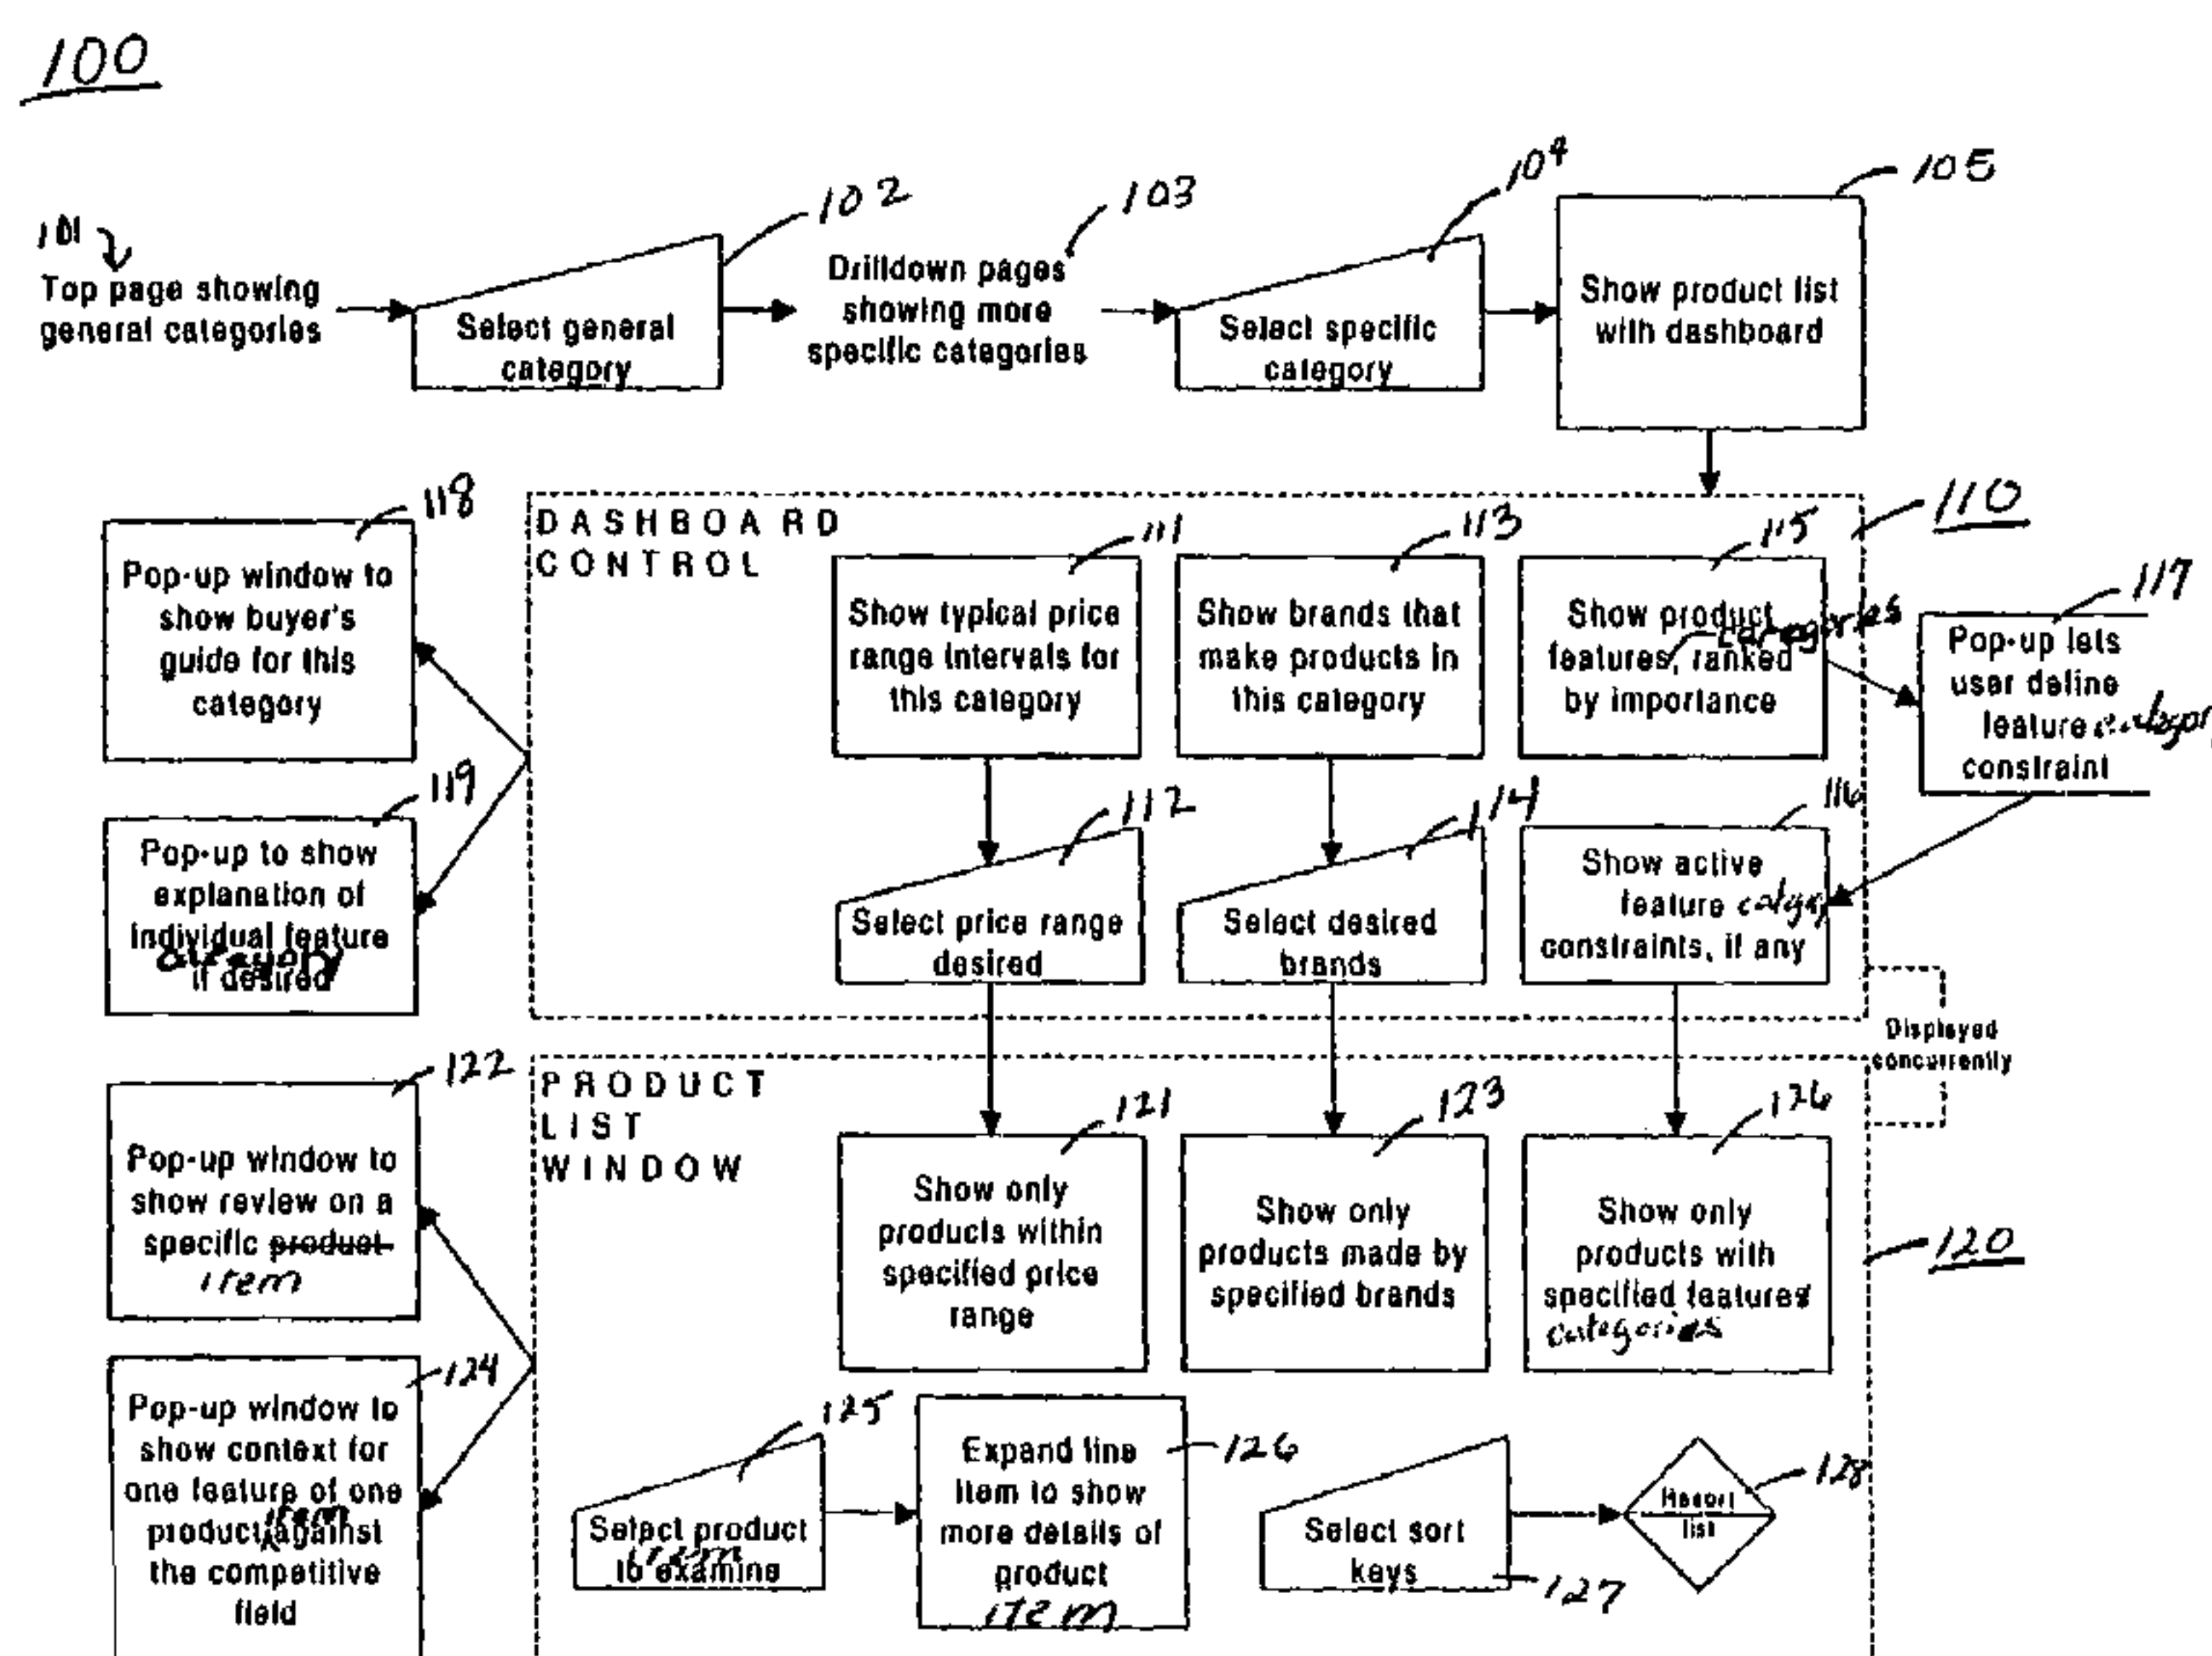 100
101
Top page showing
general categories
102
Select general
category
103
Drilldown pages
showing more
specific categories
104
Select specific
category
105
Show product list
with dashboard
118
Pop-up window to
show buyer's
guide for this
category
119
Pop-up to show
explanation of
individual feature
category
if desired
DASHBOARD
CONTROL
110
111
Show typical price
range intervals for
this category
113
Show brands that
make products in
this category
115
Show product
categories
features, ranked
by importance
117
Pop-up lets
user define
feature
constraint
112
Select price range
desired
114
Select desired
brands
116
Show active
feature
constraints, if any
Displayed
concurrently
122
Pop-up window to
show review on a
specific product
item
124
Pop-up window to
show context for
one feature of one
item
product against
the competitive
field
PRODUCT
LIST
WINDOW
120
121
Show only
products within
specified price
range
123
Show only
products made by
specified brands
126
Show only
products with
specified features
categories
125
Select product
item
to examine
126
Expand line
item to show
more details of
product
item
127
Select sort
keys
128
Resort
list